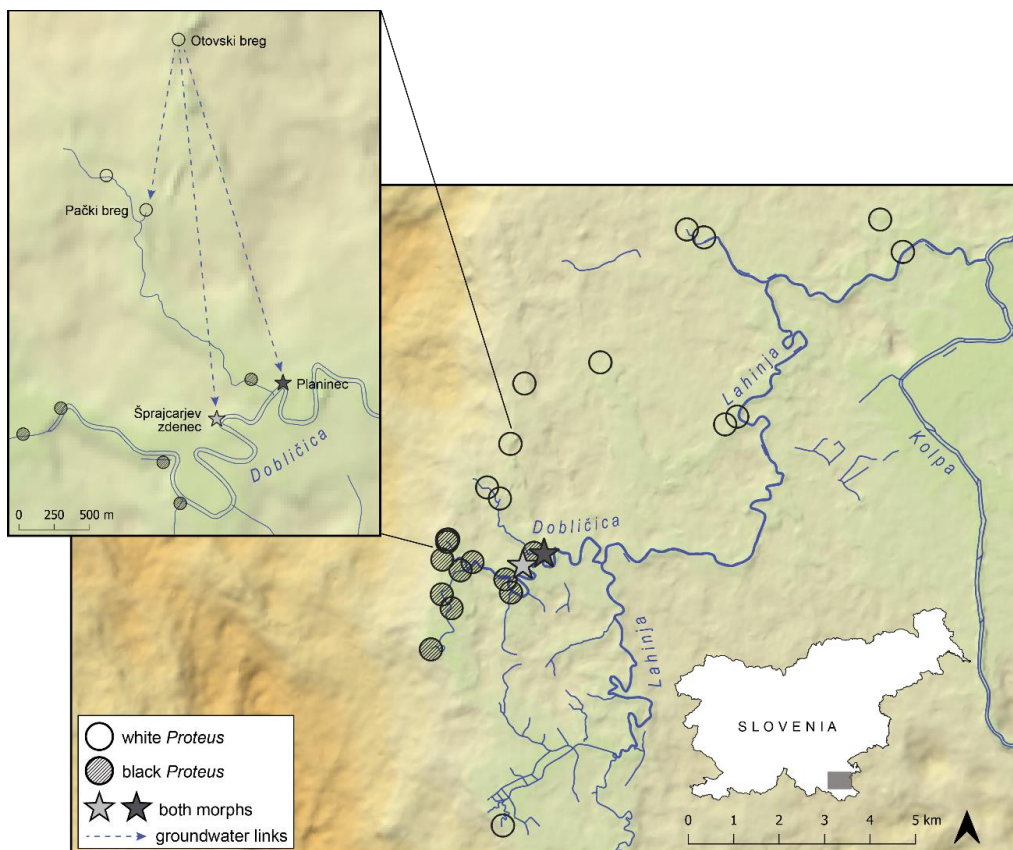 Otovski breg
Pački breg
Planinec
Šprajcarjev
zdenec
Dobličica
0 250 500 m
Lahinja
Kolpa
Dobličica
Lahinja
white Proteus
black Proteus
both morphs
groundwater links
SLOVENIA
0 1 2 3 4 5 km